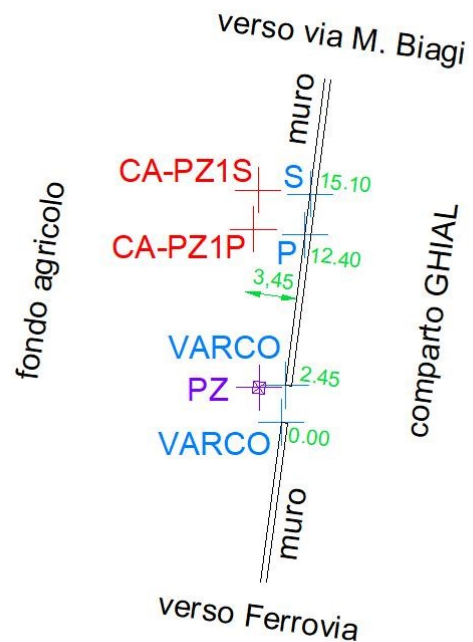 verso via M. Biagi
muro
CA-PZ1S
S
15.10
CA-PZ1P
P
12.40
fondo agricolo
comparto GHIAL
3,45
VARCO
PZ
2.45
VARCO
0.00
muro
verso Ferrovia